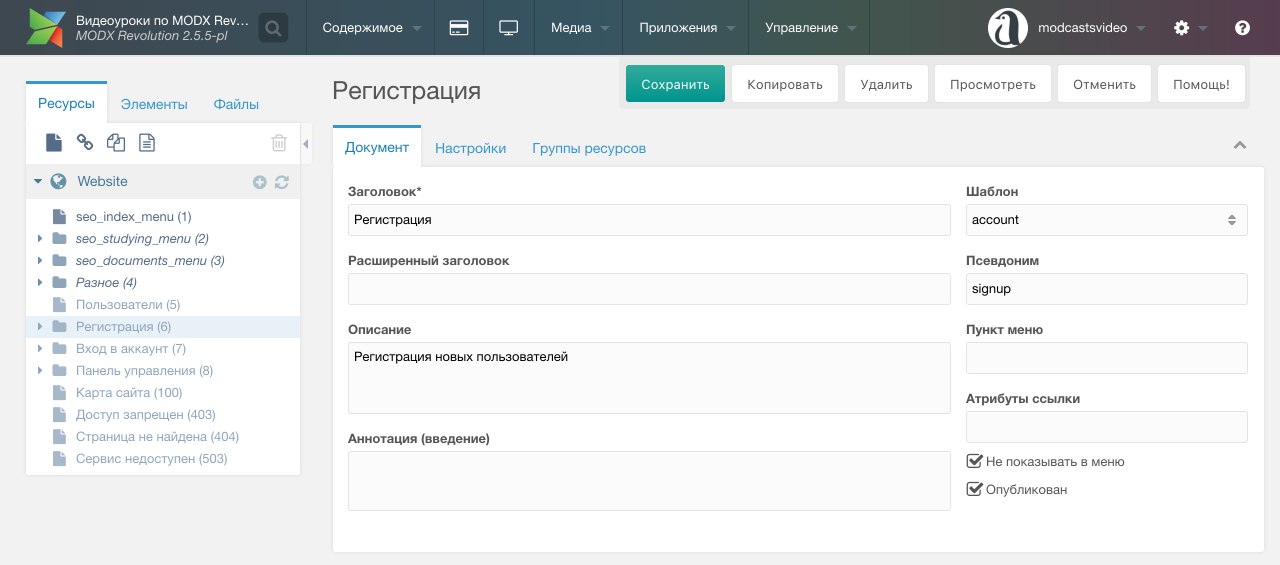 Видеоуроки по MODX Rev...
MODX Revolution 2.5.5-pl
Содержимое
Медиа
Приложения
Управление
modcastsvideo
Ресурсы
Элементы
Файлы
Регистрация
Сохранить
Копировать
Удалить
Просмотреть
Отменить
Помощь!
Website
seo_index_menu (1)
seo_studying_menu (2)
seo_documents_menu (3)
Разное (4)
Пользователи (5)
Регистрация (6)
Вход в аккаунт (7)
Панель управления (8)
Карта сайта (100)
Доступ запрещен (403)
Страница не найдена (404)
Сервис недоступен (503)
Документ
Настройки
Группы ресурсов
Заголовок*
Регистрация
Расширенный заголовок
Описание
Регистрация новых пользователей
Аннотация (введение)
Шаблон
account
Псевдоним
signup
Пункт меню
Атрибуты ссылки
Не показывать в меню
Опубликован